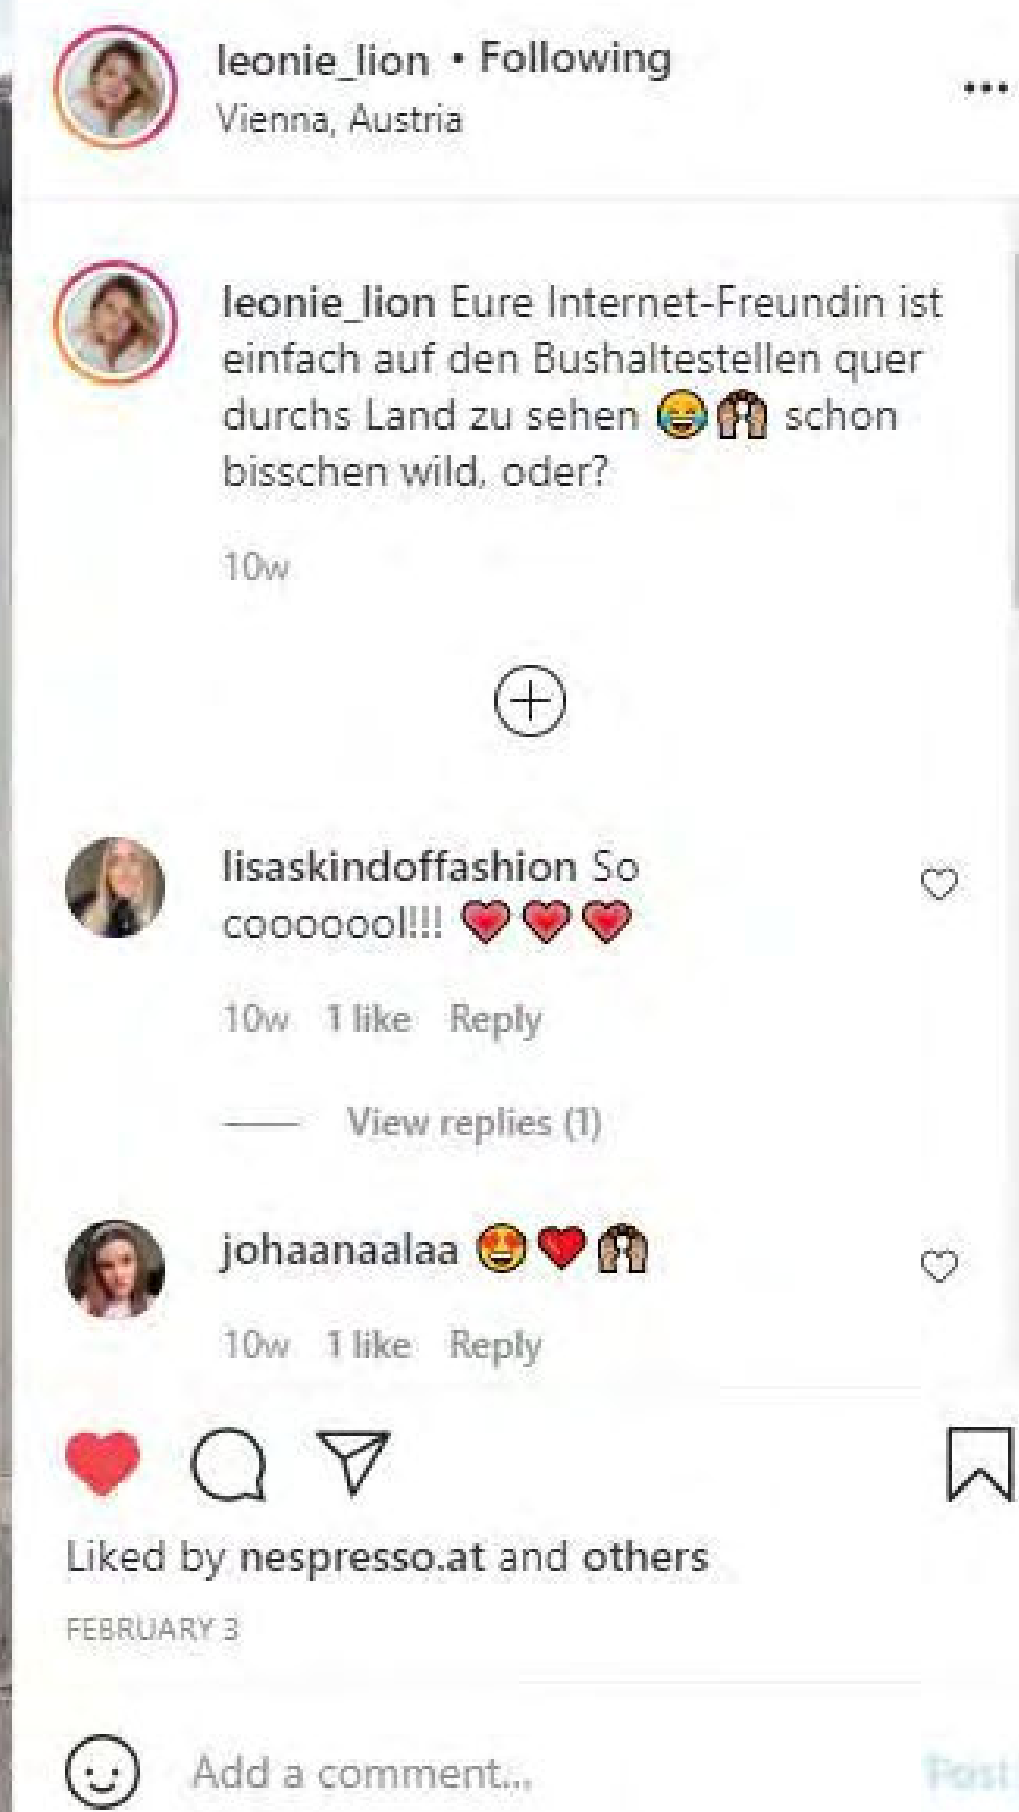 leonie_lion • Following
Vienna, Austria
leonie_lion Eure Internet-Freundin ist
einfach auf den Bushaltestellen quer
durchs Land zu sehen 😂🙌🏽 schon
bisschen wild, oder?
10w
lisaskindoffashion So
cooooool!!! 💗💗💗
10w 1 like Reply
View replies (1)
johaanaalaa 😍❤️🙌🏽
10w 1 like Reply
Liked by nespresso.at and others
FEBRUARY 3
Add a comment...
Post